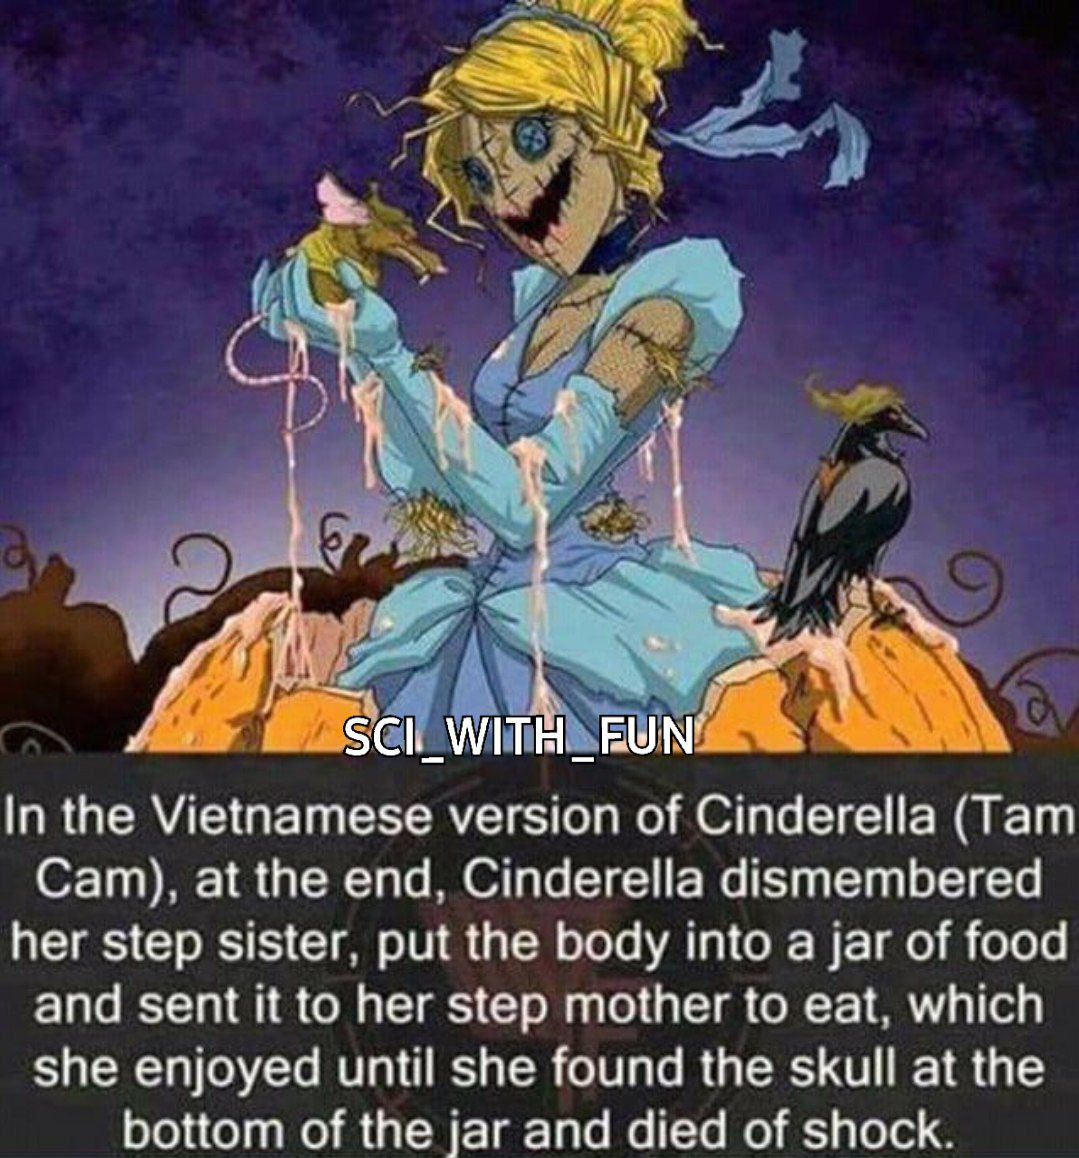 SCI_WITH_FUN
In the Vietnamese version of Cinderella (Tam
Cam), at the end, Cinderella dismembered
her step sister, put the body into a jar of food
and sent it to her step mother to eat, which
she enjoyed until she found the skull at the
bottom of the jar and died of shock.